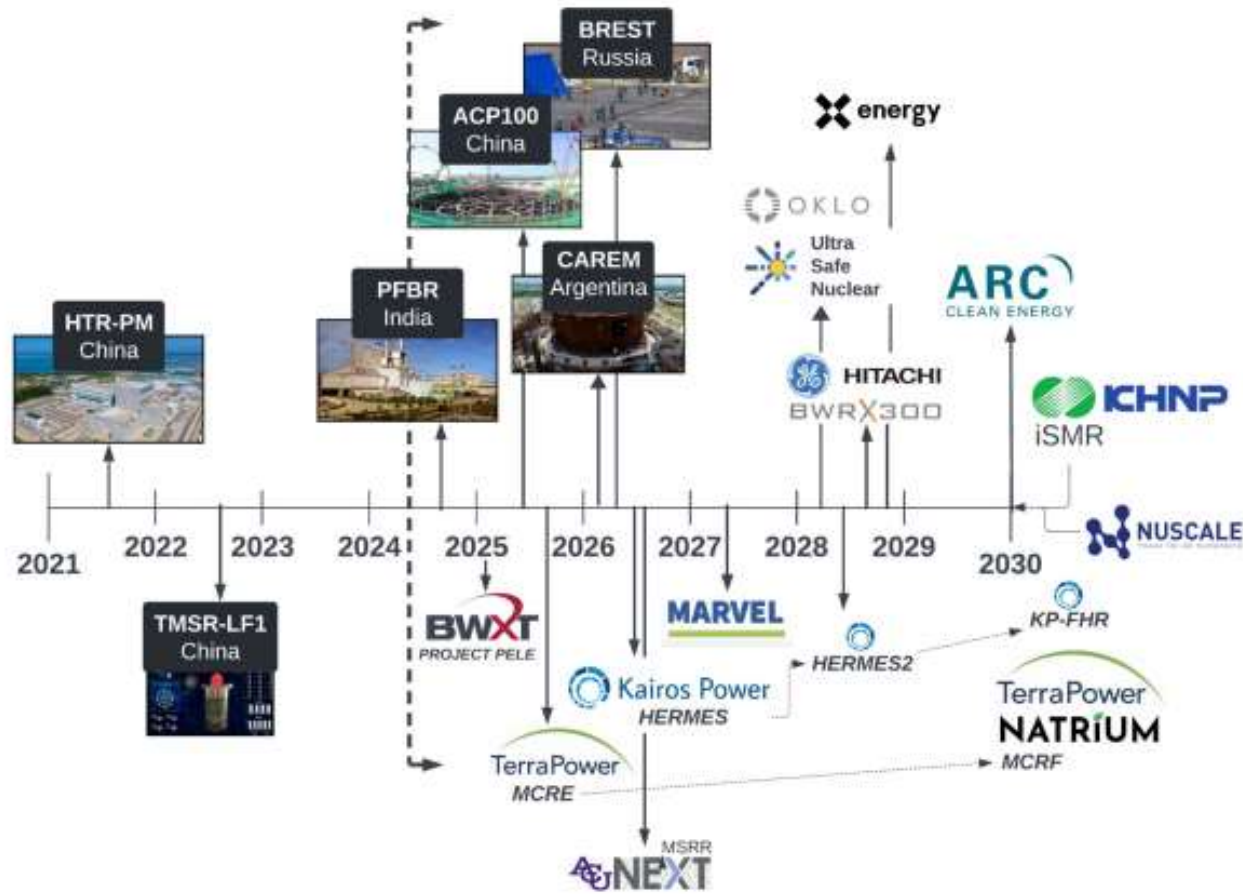 BREST
Russia
ACP100
China
energy
OKLO
Ultra
Safe
Nuclear
CAREM
Argentina
ARC
CLEAN ENERGY
PFBR
India
HTR-PM
China
HITACHI
BWRX300
KHNP
iSMR
NUSCALE
2021
2022
2023
2024
2025
2026
2027
2028
2029
2030
TMSR-LF1
China
BWXT
PROJECT PELE
MARVEL
KP-FHR
HERMES2
Kairos Power
HERMES
TerraPower
NATRIUM
MCRF
TerraPower
MCRE
MSRR
ACU NEXT